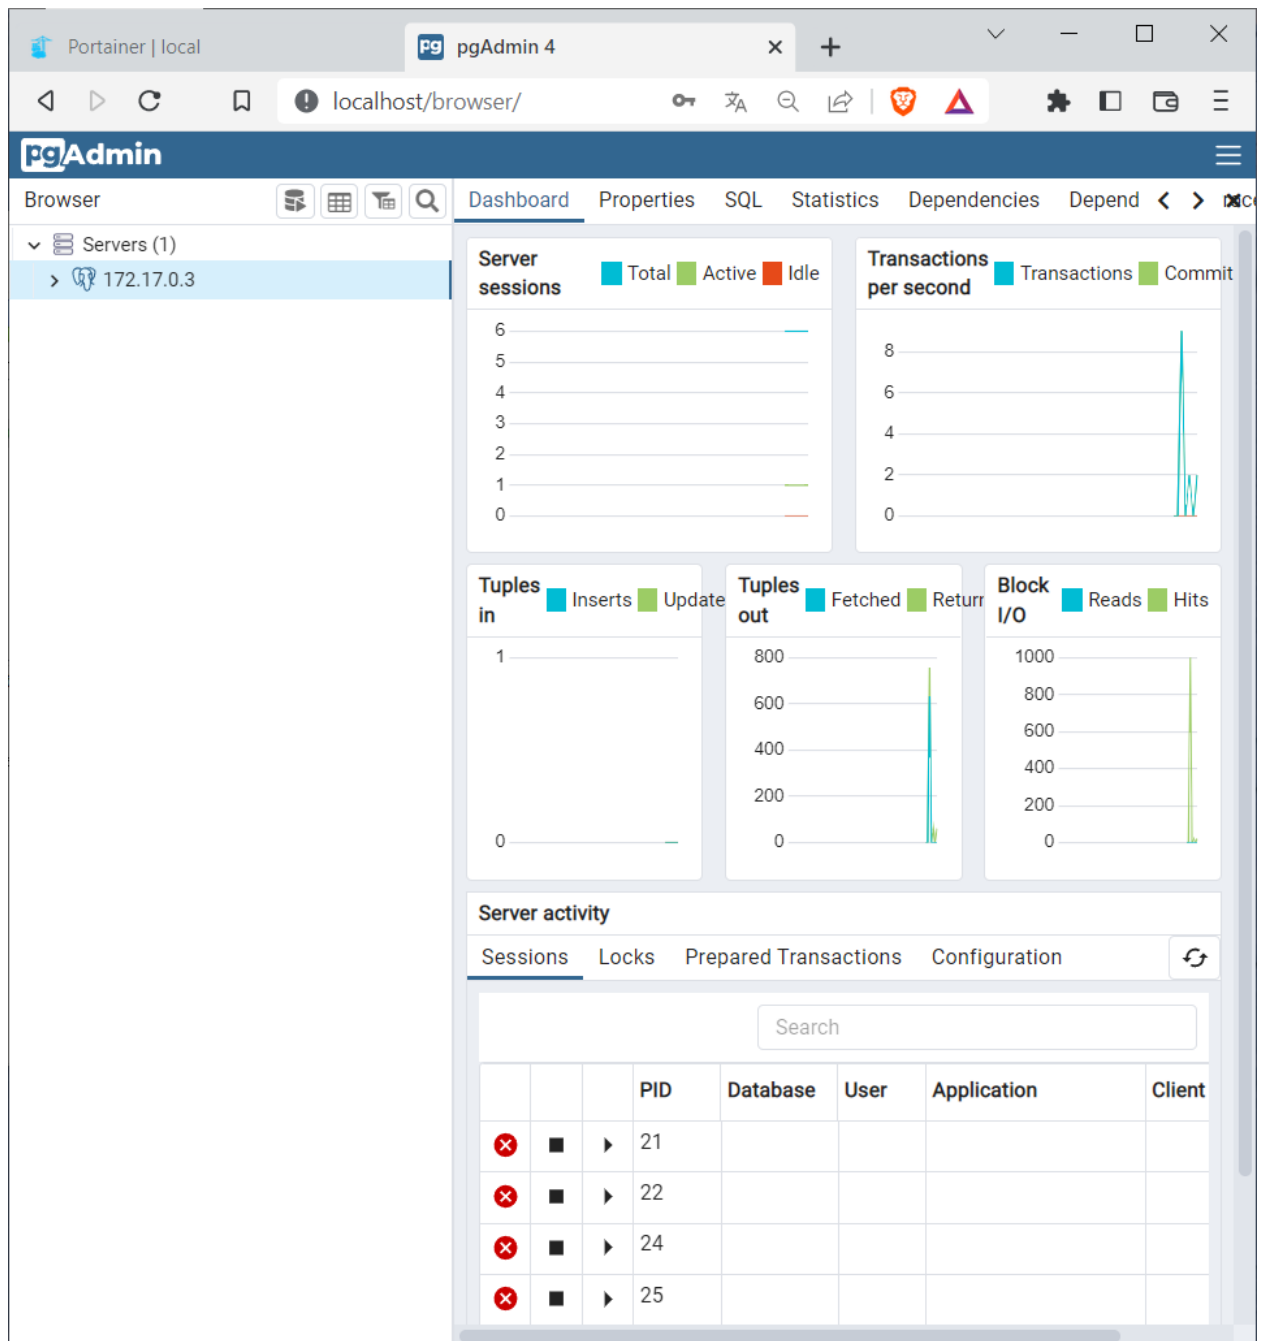 Portainer | local
pgAdmin 4
localhost/browser/
pgAdmin
Browser
Dashboard Properties SQL Statistics Dependencies Depend
Servers (1)
172.17.0.3
Server sessions
Total Active Idle
6
5
4
3
2
1
0
Transactions per second
Transactions Commit
8
6
4
2
0
Tuples in
Inserts Update
1
0
Tuples out
Fetched Return
800
600
400
200
0
Block I/O
Reads Hits
1000
800
600
400
200
0
Server activity
Sessions Locks Prepared Transactions Configuration
Search
PID Database User Application Client
21
22
24
25